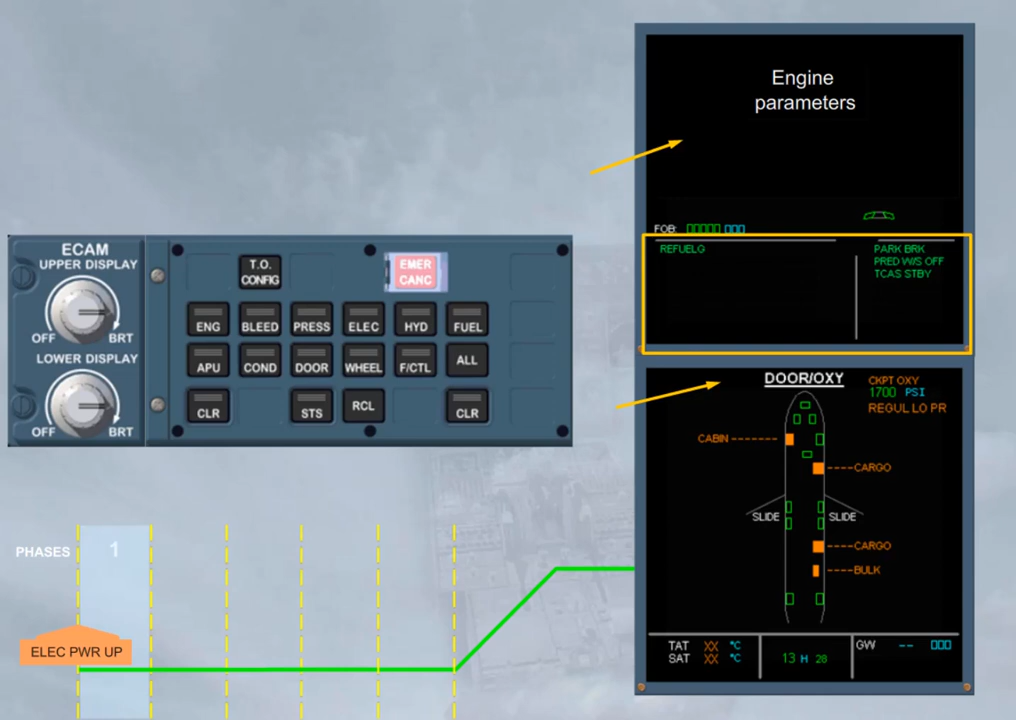 Engine
parameters
FOB:
REFUELG
PARK BRK
PRED W/S OFF
TCAS STBY
ECAM
UPPER DISPLAY
OFF BRT
LOWER DISPLAY
OFF BRT
T.O.
CONFIG
EMER
CANC
ENG BLEED PRESS ELEC HYD FUEL
APU COND DOOR WHEEL F/CTL ALL
CLR STS RCL CLR
DOOR/OXY
CKPT OXY
1700 PSI
REGUL LO PR
CABIN
CARGO
SLIDE SLIDE
CARGO
BULK
TAT XX °C
SAT XX °C
13 H 28
GW --
PHASES 1
ELEC PWR UP